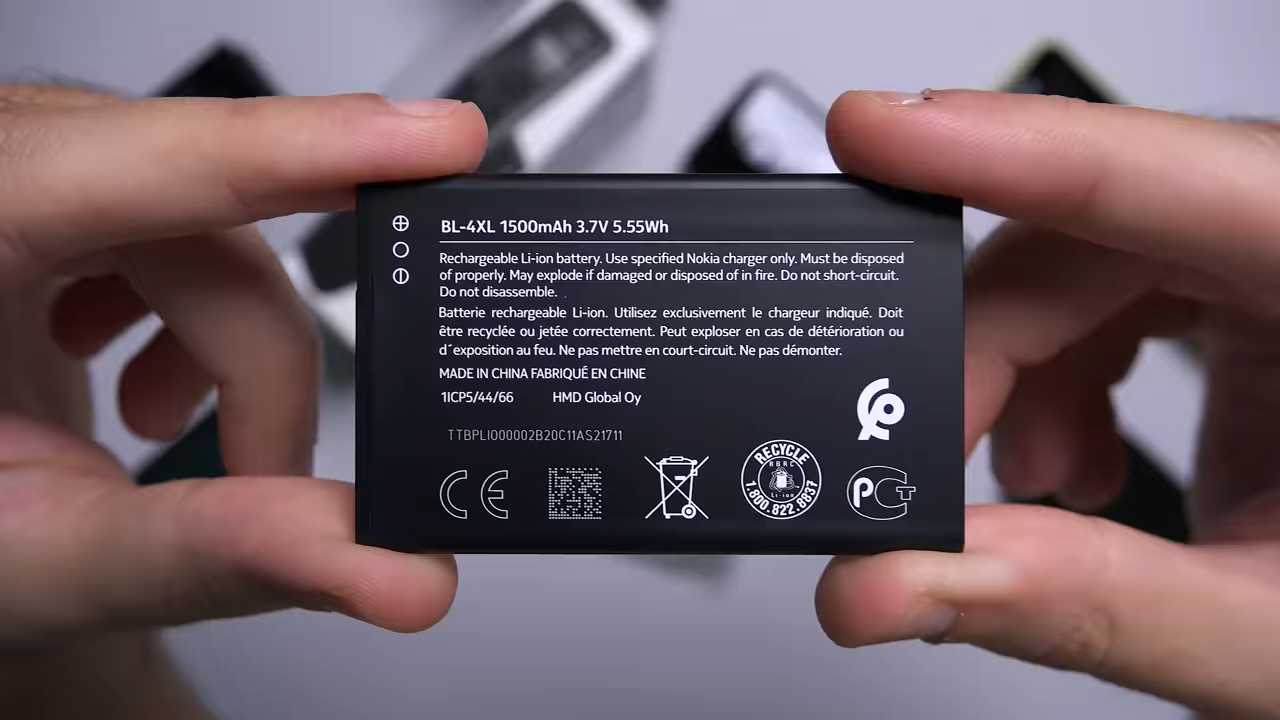 BL-4XL 1500mAh 3.7V 5.55Wh
Rechargeable Li-ion battery. Use specified Nokia charger only. Must be disposed
of properly. May explode if damaged or disposed of in fire. Do not short-circuit.
Do not disassemble.
Batterie rechargeable Li-ion. Utilisez exclusivement le chargeur indiqué. Doit
être recyclée ou jetée correctement. Peut exploser en cas de détérioration ou
d´exposition au feu. Ne pas mettre en court-circuit. Ne pas démonter.
MADE IN CHINA FABRIQUÉ EN CHINE
1ICP5/44/66 HMD Global Oy
TTBPLI000002B20C11AS21711
CE
RECYCLE
RBRC
Li-ion
1.800.822.8837
PCT